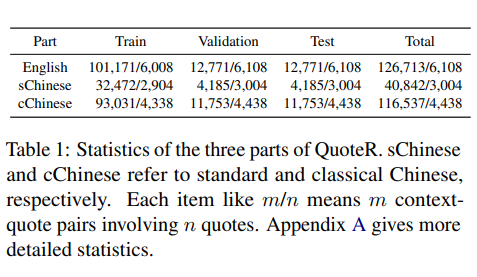 Part Train Validation Test Total
English 101,171/6,008 12,771/6,108 12,771/6,108 126,713/6,108
sChinese 32,472/2,904 4,185/3,004 4,185/3,004 40,842/3,004
cChinese 93,031/4,338 11,753/4,438 11,753/4,438 116,537/4,438
Table 1: Statistics of the three parts of QuoteR. sChinese
and cChinese refer to standard and classical Chinese,
respectively. Each item like m/n means m context-
quote pairs involving n quotes. Appendix A gives more
detailed statistics.